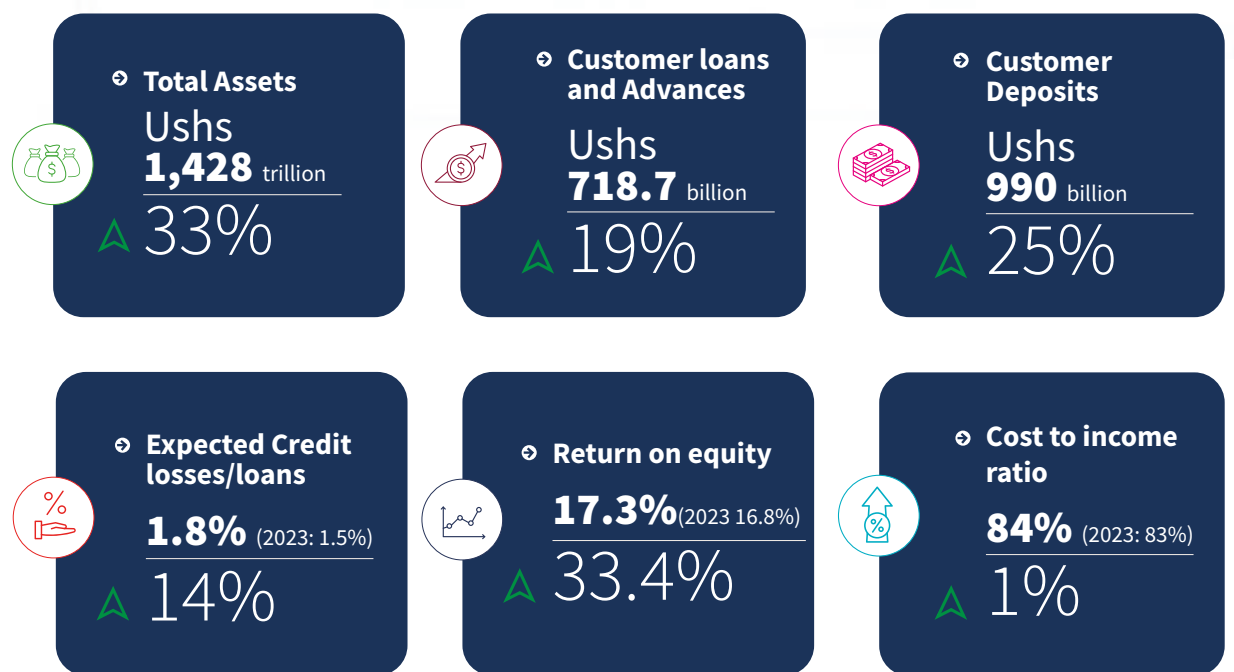 Total Assets
Ushs
1,428 trillion
33%
Customer loans
and Advances
Ushs
718.7 billion
19%
Customer
Deposits
Ushs
990 billion
25%
Expected Credit
losses/loans
1.8% (2023: 1.5%)
14%
Return on equity
17.3%(2023 16.8%)
33.4%
Cost to income
ratio
84% (2023: 83%)
1%